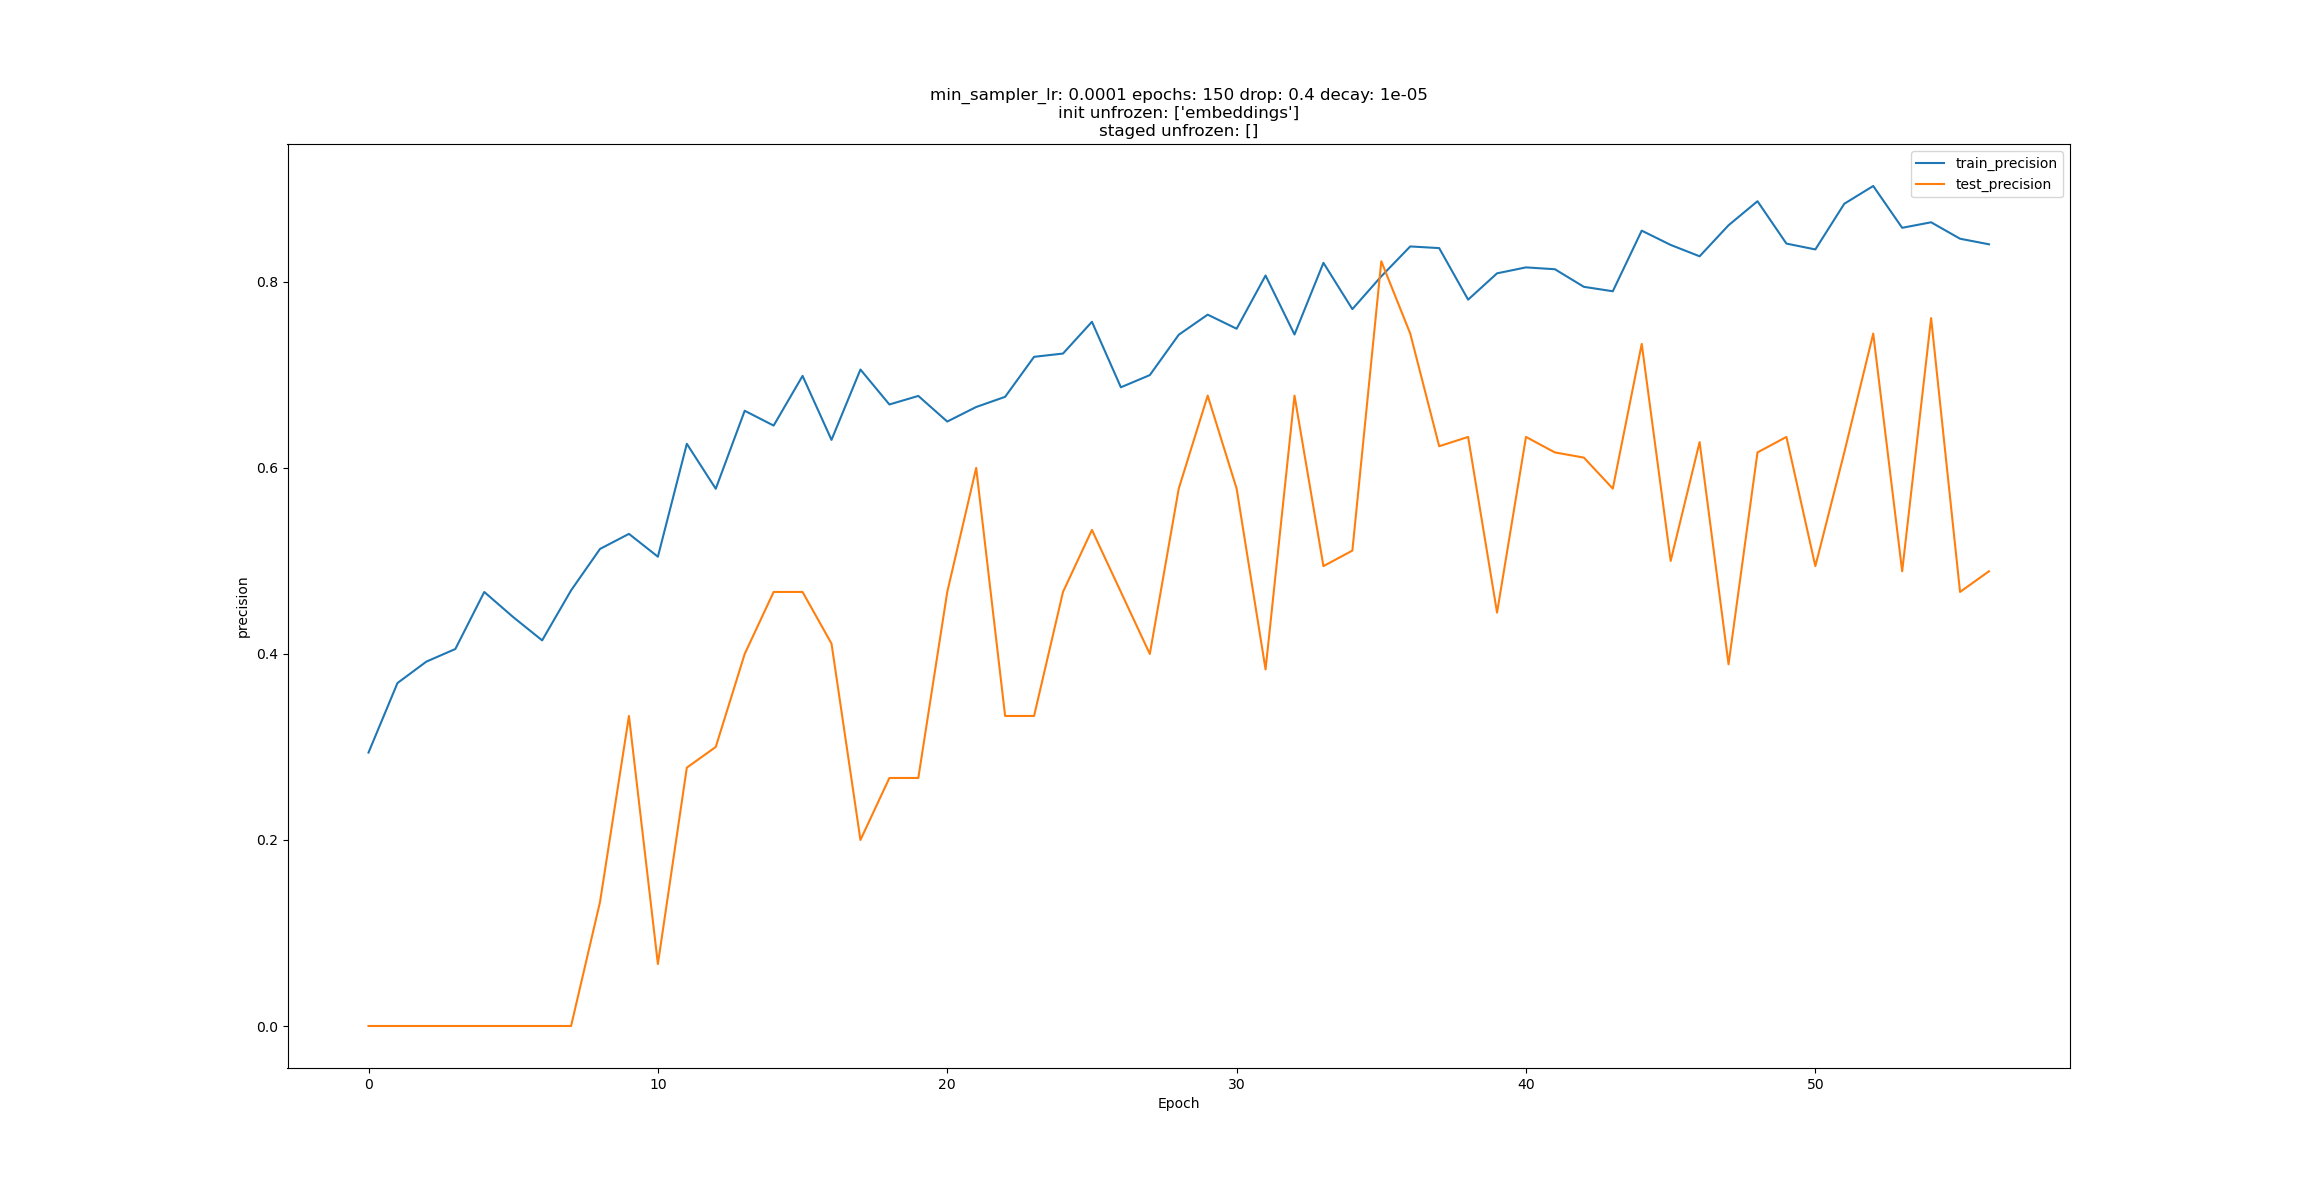 min_sampler_lr: 0.0001 epochs: 150 drop: 0.4 decay: 1e-05
init unfrozen: ['embeddings']
staged unfrozen: []
train_precision
test_precision
0.8
0.6
0.4
0.2
0.0
precision
0 10 20 30 40 50
Epoch